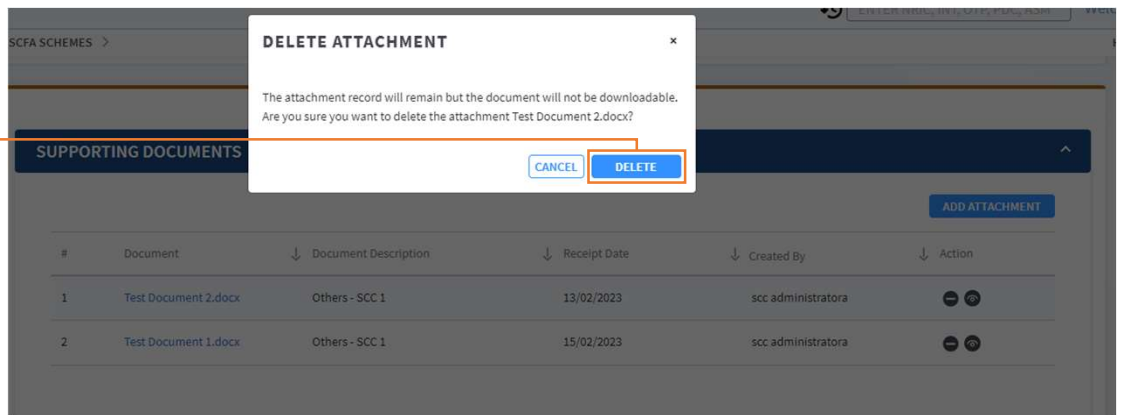 ENTER NRIC, INT, UTP, PDC, ASM
SCFA SCHEMES >
DELETE ATTACHMENT ×
The attachment record will remain but the document will not be downloadable.
Are you sure you want to delete the attachment Test Document 2.docx?
CANCEL DELETE
SUPPORTING DOCUMENTS
ADD ATTACHMENT
# Document ↓ Document Description ↓ Receipt Date ↓ Created By ↓ Action
1 Test Document 2.docx Others - SCC 1 13/02/2023 scc administratora
2 Test Document 1.docx Others - SCC 1 15/02/2023 scc administratora